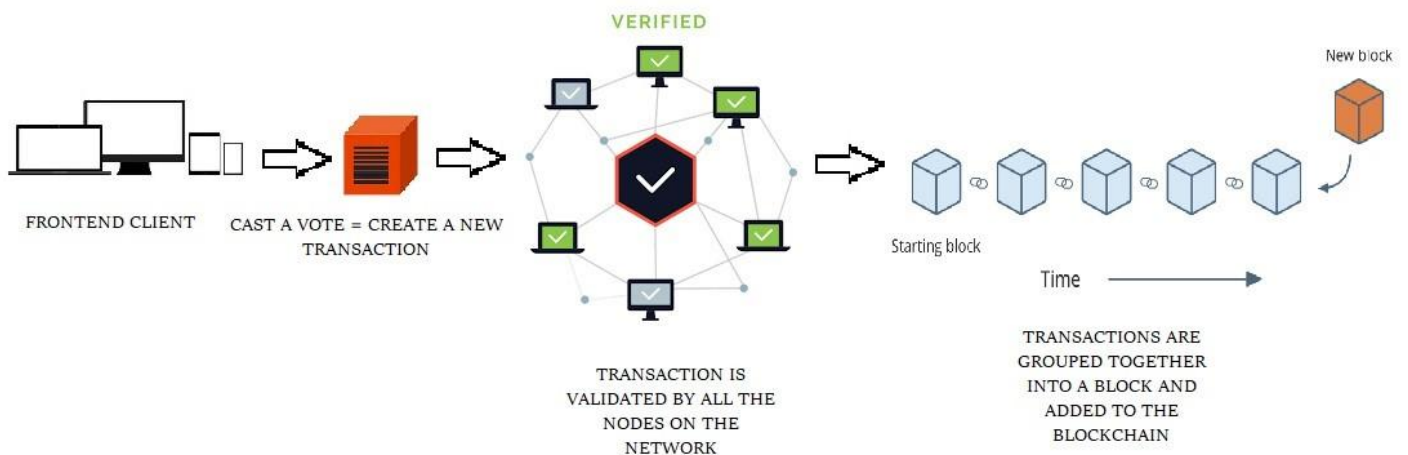 VERIFIED
New block
FRONTEND CLIENT
CAST A VOTE = CREATE A NEW
TRANSACTION
Starting block
Time
TRANSACTION IS
VALIDATED BY ALL THE
NODES ON THE
NETWORK
TRANSACTIONS ARE
GROUPED TOGETHER
INTO A BLOCK AND
ADDED TO THE
BLOCKCHAIN